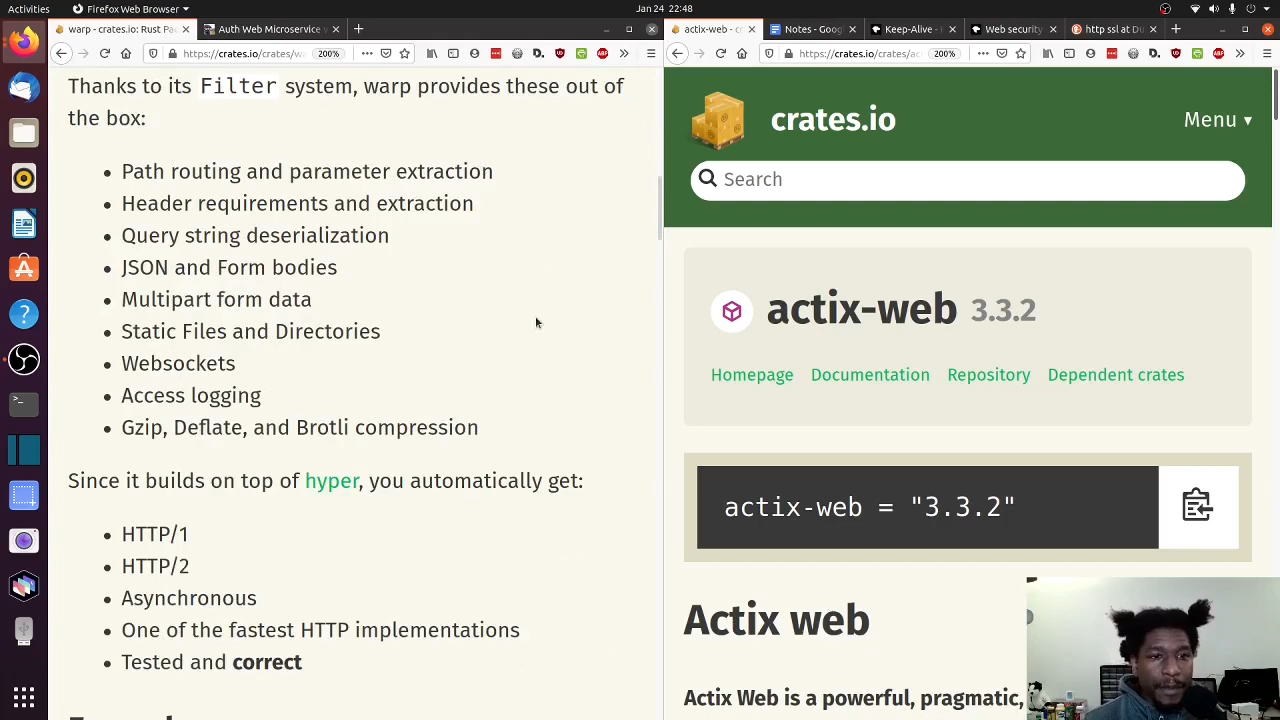 Activities
Firefox Web Browser
Jan 24 22:48
warp - crates.io: Rust Pac
Auth Web Microservice w
https://crates.io/crates/wa
200%
Thanks to its Filter system, warp provides these out of
the box:
Path routing and parameter extraction
Header requirements and extraction
Query string deserialization
JSON and Form bodies
Multipart form data
Static Files and Directories
Websockets
Access logging
Gzip, Deflate, and Brotli compression
Since it builds on top of hyper, you automatically get:
HTTP/1
HTTP/2
Asynchronous
One of the fastest HTTP implementations
Tested and correct
actix-web - cr
Notes - Goog
Keep-Alive - H
Web security
http ssl at Du
https://crates.io/crates/ac
200%
crates.io
Menu
Search
actix-web 3.3.2
Homepage Documentation Repository Dependent crates
actix-web = "3.3.2"
Actix web
Actix Web is a powerful, pragmatic,